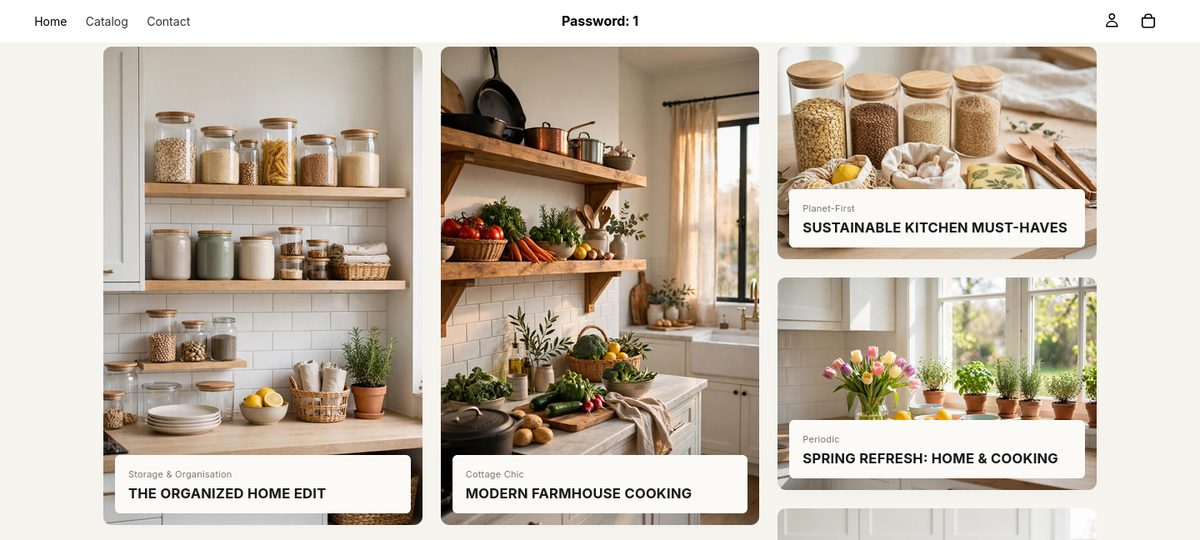 Home
Catalog
Contact
Password: 1
Storage & Organisation
THE ORGANIZED HOME EDIT
Cottage Chic
MODERN FARMHOUSE COOKING
Planet-First
SUSTAINABLE KITCHEN MUST-HAVES
Periodic
SPRING REFRESH: HOME & COOKING